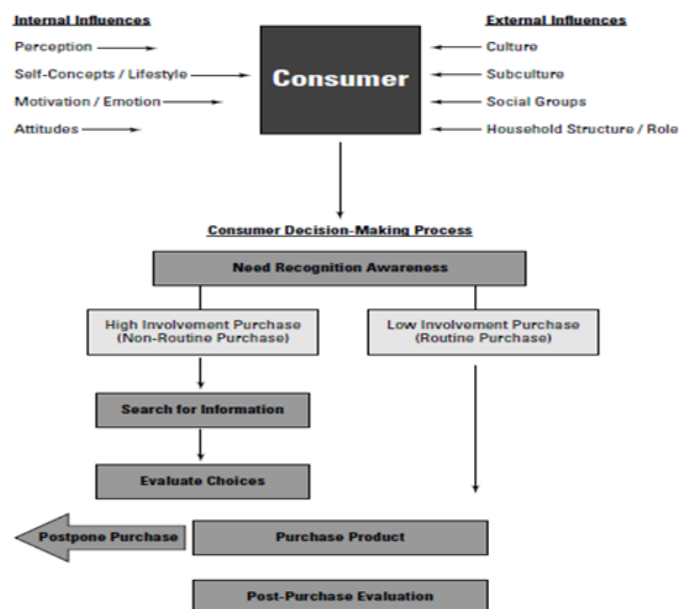 Internal Influences
Perception
Self-Concepts / Lifestyle
Motivation / Emotion
Attitudes
Consumer
External Influences
Culture
Subculture
Social Groups
Household Structure / Role
Consumer Decision-Making Process
Need Recognition Awareness
High Involvement Purchase
(Non-Routine Purchase)
Low Involvement Purchase
(Routine Purchase)
Search for Information
Evaluate Choices
Postpone Purchase
Purchase Product
Post-Purchase Evaluation